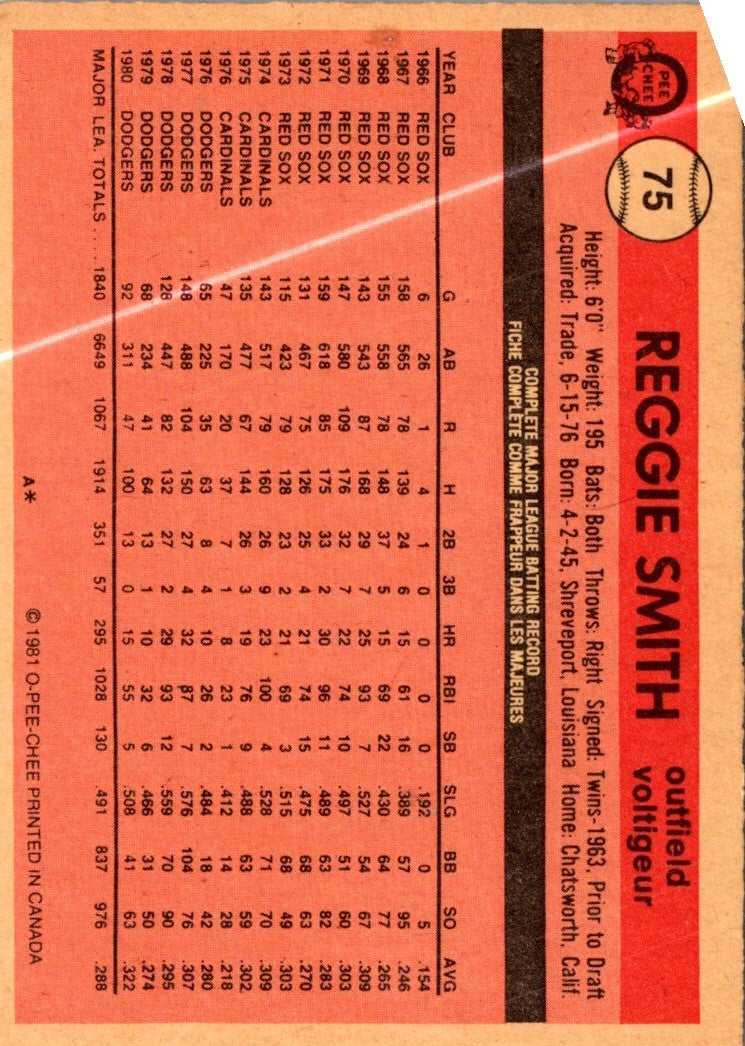 O PEE CHEE
75
REGGIE SMITH
outfield
voltigeur
Height: 6'0" Weight: 195 Bats: Both Throws: Right Signed: Twins-1963, Prior to Draft
Acquired: Trade, 6-15-76 Born: 4-2-45, Shreveport, Louisiana Home: Chatsworth, Calif.
COMPLETE MAJOR LEAGUE BATTING RECORD
FICHE COMPLÈTE COMME FRAPPEUR DANS LES MAJEURES
YEAR CLUB G AB R H 2B 3B HR RBI SB SLG BB SO AVG
1966 RED SOX 6 26 1 4 1 0 0 0 0 .192 0 5 .154
1967 RED SOX 158 565 78 139 24 6 15 61 16 .389 57 95 .246
1968 RED SOX 155 558 78 148 37 5 15 69 22 .430 64 77 .265
1969 RED SOX 143 543 87 168 29 7 25 93 7 .527 54 67 .309
1970 RED SOX 147 580 109 176 32 7 22 74 10 .497 51 60 .303
1971 RED SOX 159 618 85 175 33 2 30 96 11 .489 63 82 .283
1972 RED SOX 131 467 75 126 25 4 21 74 15 .475 68 63 .270
1973 RED SOX 115 423 79 128 23 2 21 69 3 .515 68 49 .303
1974 CARDINALS 143 517 79 160 26 9 23 100 4 .528 71 70 .309
1975 CARDINALS 135 477 67 144 26 3 19 76 9 .488 63 59 .302
1976 CARDINALS 47 170 20 37 7 1 8 23 1 .412 14 28 .218
1976 DODGERS 65 225 35 63 8 4 10 26 2 .484 18 42 .280
1977 DODGERS 148 488 104 150 27 4 32 87 7 .576 104 76 .307
1978 DODGERS 128 447 82 132 27 2 29 93 12 .559 70 90 .295
1979 DODGERS 68 234 41 64 13 1 10 32 6 .466 31 50 .274
1980 DODGERS 92 311 47 100 13 0 15 55 5 .508 41 63 .322
MAJOR LEA. TOTALS .... 1840 6649 1067 1914 351 57 295 1028 130 .491 837 976 .288
A* © 1981 O-PEE-CHEE PRINTED IN CANADA